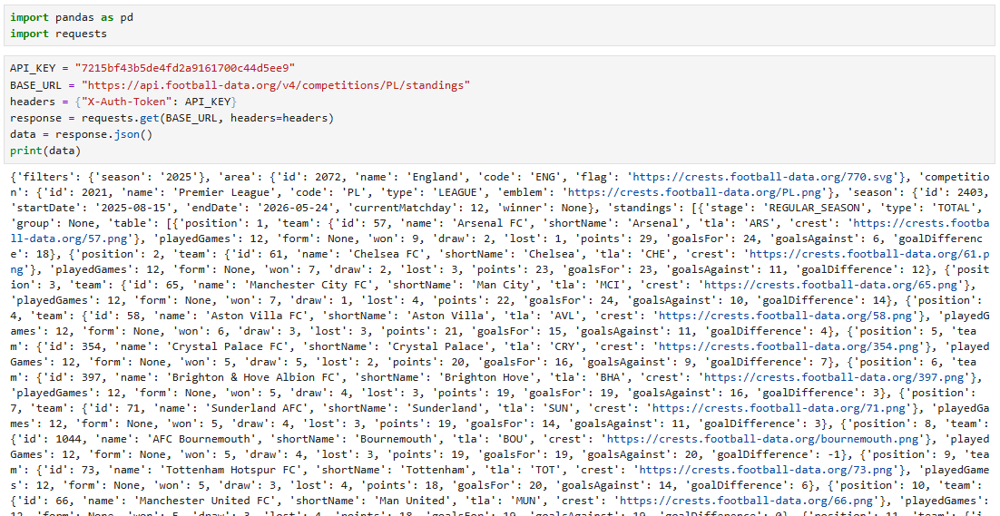 import pandas as pd
import requests
API_KEY = "7215bf43b5de4fd2a9161700c44d5ee9"
BASE_URL = "https://api.football-data.org/v4/competitions/PL/standings"
headers = {"X-Auth-Token": API_KEY}
response = requests.get(BASE_URL, headers=headers)
data = response.json()
print(data)
{'filters': {'season': '2025'}, 'area': {'id': 2072, 'name': 'England', 'code': 'ENG', 'flag': 'https://crests.football-data.org/770.svg'}, 'competitio
n': {'id': 2021, 'name': 'Premier League', 'code': 'PL', 'type': 'LEAGUE', 'emblem': 'https://crests.football-data.org/PL.png'}, 'season': {'id': 2403,
'startDate': '2025-08-15', 'endDate': '2026-05-24', 'currentMatchday': 12, 'winner': None}, 'standings': [{'stage': 'REGULAR_SEASON', 'type': 'TOTAL',
'group': None, 'table': [{'position': 1, 'team': {'id': 57, 'name': 'Arsenal FC', 'shortName': 'Arsenal', 'tla': 'ARS', 'crest': 'https://crests.footba
ll-data.org/57.png'}, 'playedGames': 12, 'form': None, 'won': 9, 'draw': 2, 'lost': 1, 'points': 29, 'goalsFor': 24, 'goalsAgainst': 6, 'goalDifferenc
e': 18}, {'position': 2, 'team': {'id': 61, 'name': 'Chelsea FC', 'shortName': 'Chelsea', 'tla': 'CHE', 'crest': 'https://crests.football-data.org/61.p
ng'}, 'playedGames': 12, 'form': None, 'won': 7, 'draw': 2, 'lost': 3, 'points': 23, 'goalsFor': 23, 'goalsAgainst': 11, 'goalDifference': 12}, {'posit
ion': 3, 'team': {'id': 65, 'name': 'Manchester City FC', 'shortName': 'Man City', 'tla': 'MCI', 'crest': 'https://crests.football-data.org/65.png'},
'playedGames': 12, 'form': None, 'won': 7, 'draw': 1, 'lost': 4, 'points': 22, 'goalsFor': 24, 'goalsAgainst': 10, 'goalDifference': 14}, {'position':
4, 'team': {'id': 58, 'name': 'Aston Villa FC', 'shortName': 'Aston Villa', 'tla': 'AVL', 'crest': 'https://crests.football-data.org/58.png'}, 'playedG
ames': 12, 'form': None, 'won': 6, 'draw': 3, 'lost': 3, 'points': 21, 'goalsFor': 15, 'goalsAgainst': 11, 'goalDifference': 4}, {'position': 5, 'tea
m': {'id': 354, 'name': 'Crystal Palace FC', 'shortName': 'Crystal Palace', 'tla': 'CRY', 'crest': 'https://crests.football-data.org/354.png'}, 'played
Games': 12, 'form': None, 'won': 5, 'draw': 5, 'lost': 2, 'points': 20, 'goalsFor': 16, 'goalsAgainst': 9, 'goalDifference': 7}, {'position': 6, 'tea
m': {'id': 397, 'name': 'Brighton & Hove Albion FC', 'shortName': 'Brighton Hove', 'tla': 'BHA', 'crest': 'https://crests.football-data.org/397.png'},
'playedGames': 12, 'form': None, 'won': 5, 'draw': 4, 'lost': 3, 'points': 19, 'goalsFor': 19, 'goalsAgainst': 16, 'goalDifference': 3}, {'position':
7, 'team': {'id': 71, 'name': 'Sunderland AFC', 'shortName': 'Sunderland', 'tla': 'SUN', 'crest': 'https://crests.football-data.org/71.png'}, 'playedGa
mes': 12, 'form': None, 'won': 5, 'draw': 4, 'lost': 3, 'points': 19, 'goalsFor': 14, 'goalsAgainst': 11, 'goalDifference': 3}, {'position': 8, 'team':
{'id': 1044, 'name': 'AFC Bournemouth', 'shortName': 'Bournemouth', 'tla': 'BOU', 'crest': 'https://crests.football-data.org/bournemouth.png'}, 'played
Games': 12, 'form': None, 'won': 5, 'draw': 4, 'lost': 3, 'points': 19, 'goalsFor': 19, 'goalsAgainst': 20, 'goalDifference': -1}, {'position': 9, 'tea
m': {'id': 73, 'name': 'Tottenham Hotspur FC', 'shortName': 'Tottenham', 'tla': 'TOT', 'crest': 'https://crests.football-data.org/73.png'}, 'playedGame
s': 12, 'form': None, 'won': 5, 'draw': 3, 'lost': 4, 'points': 18, 'goalsFor': 20, 'goalsAgainst': 14, 'goalDifference': 6}, {'position': 10, 'team':
{'id': 66, 'name': 'Manchester United FC', 'shortName': 'Man United', 'tla': 'MUN', 'crest': 'https://crests.football-data.org/66.png'}, 'playedGames':
12, 'form': None, 'won': 5, 'draw': 3, 'lost': 4, 'points': 18, 'goalsFor': 19, 'goalsAgainst': 19, 'goalDifference': 0}, {'position': 11, 'team': {'i